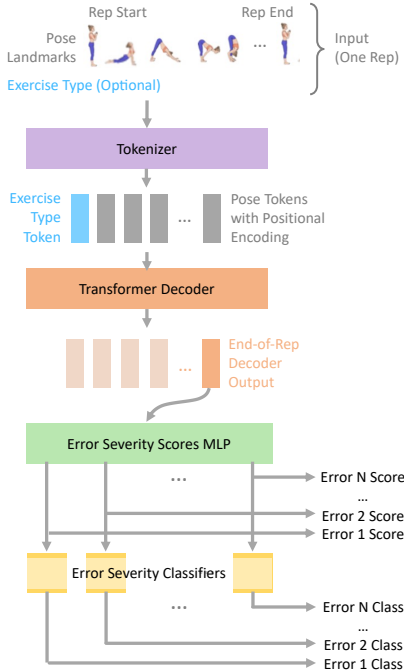 Rep Start
Rep End
Pose
Landmarks
...
Input
(One Rep)
Exercise Type (Optional)
Tokenizer
Exercise
Type
Token
...
Pose Tokens
with Positional
Encoding
Transformer Decoder
...
End-of-Rep
Decoder
Output
Error Severity Scores MLP
...
Error N Score
...
Error 2 Score
Error 1 Score
Error Severity Classifiers
...
Error N Class
...
Error 2 Class
Error 1 Class